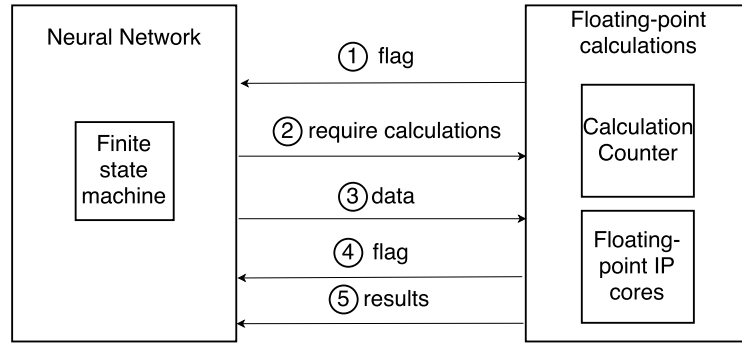 Neural Network
Finite
state
machine
① flag
② require calculations
③ data
④ flag
⑤ results
Floating-point
calculations
Calculation
Counter
Floating-
point IP
cores